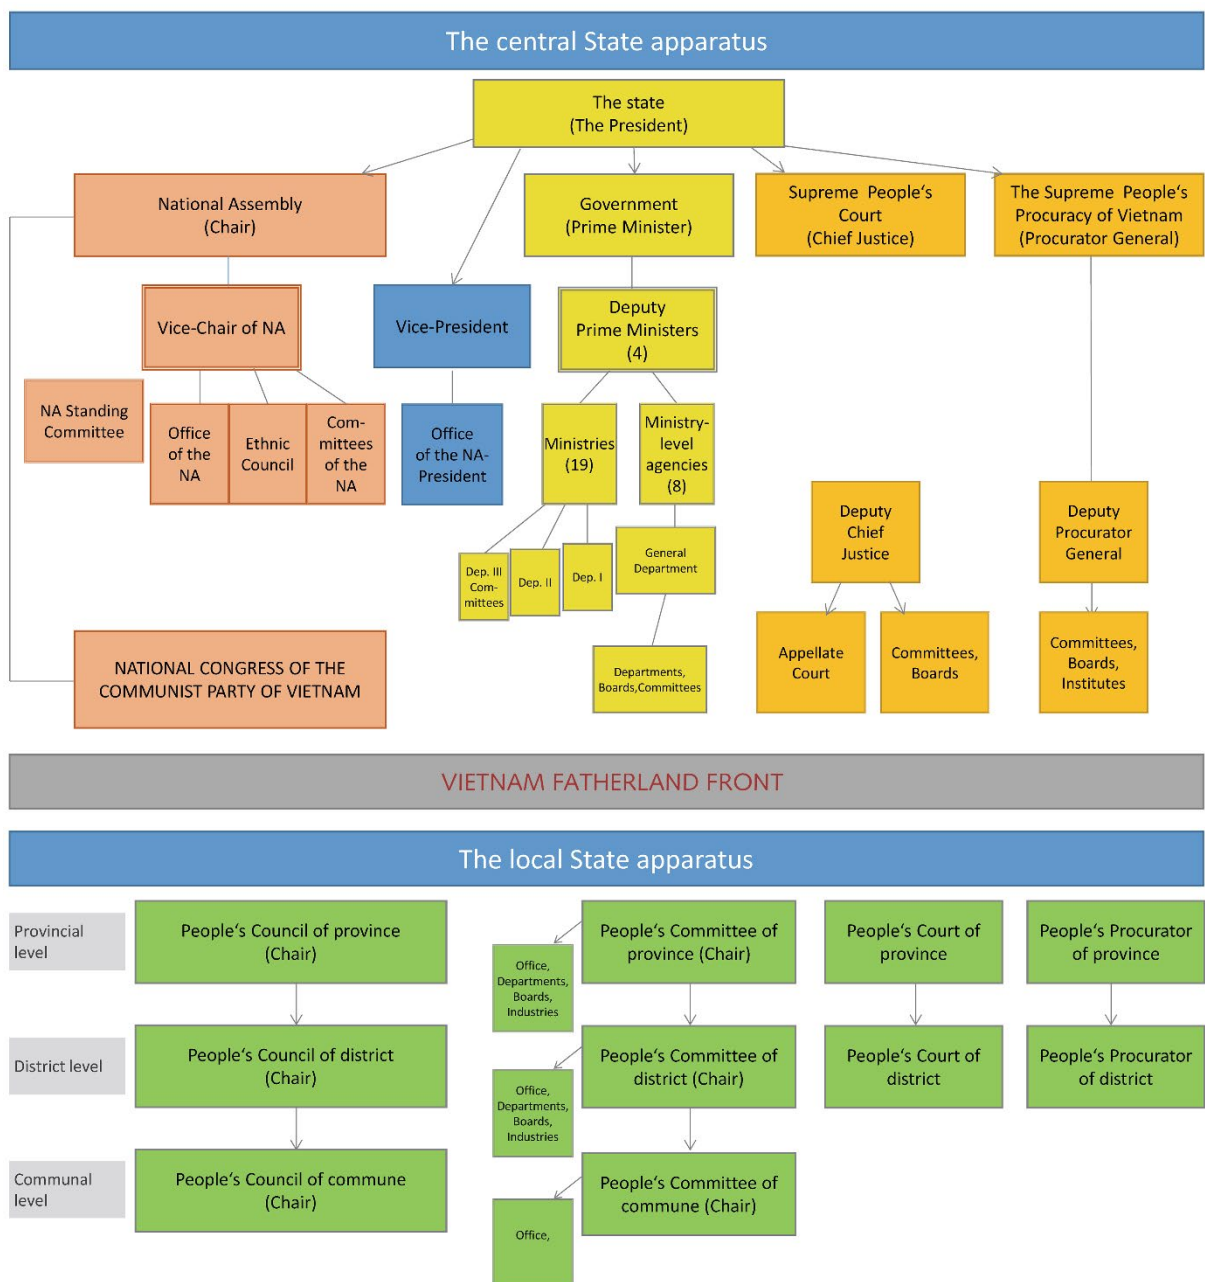 The central State apparatus
The state
(The President)
National Assembly
(Chair)
Government
(Prime Minister)
Supreme People‘s
Court
(Chief Justice)
The Supreme People‘s
Procuracy of Vietnam
(Procurator General)
Vice-Chair of NA
Vice-President
Deputy
Prime Ministers
(4)
NA Standing
Committee
Office
of the
NA
Ethnic
Council
Com-
mittees
of the
NA
Office
of the NA-
President
Ministries
(19)
Ministry-
level
agencies
(8)
Deputy
Chief
Justice
Deputy
Procurator
General
Dep. III
Com-
mittees
Dep. II
Dep. I
General
Department
Appellate
Court
Committees,
Boards
Committees,
Boards,
Institutes
NATIONAL CONGRESS OF THE
COMMUNIST PARTY OF VIETNAM
Departments,
Boards,Committees
VIETNAM FATHERLAND FRONT
The local State apparatus
Provincial
level
People‘s Council of province
(Chair)
Office,
Departments,
Boards,
Industries
People‘s Committee of
province (Chair)
People‘s Court of
province
People‘s Procurator
of province
District level
People‘s Council of district
(Chair)
Office,
Departments,
Boards,
Industries
People‘s Committee of
district (Chair)
People‘s Court of
district
People‘s Procurator
of district
Communal
level
People‘s Council of commune
(Chair)
Office,
People‘s Committee of
commune (Chair)